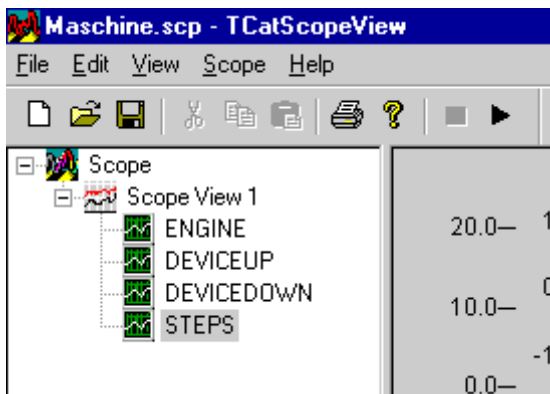 Maschine.scp - TCatScopeView
File Edit View Scope Help
Scope
Scope View 1
ENGINE
DEVICEUP
DEVICEDOWN
STEPS
20.0
10.0
0.0
-1